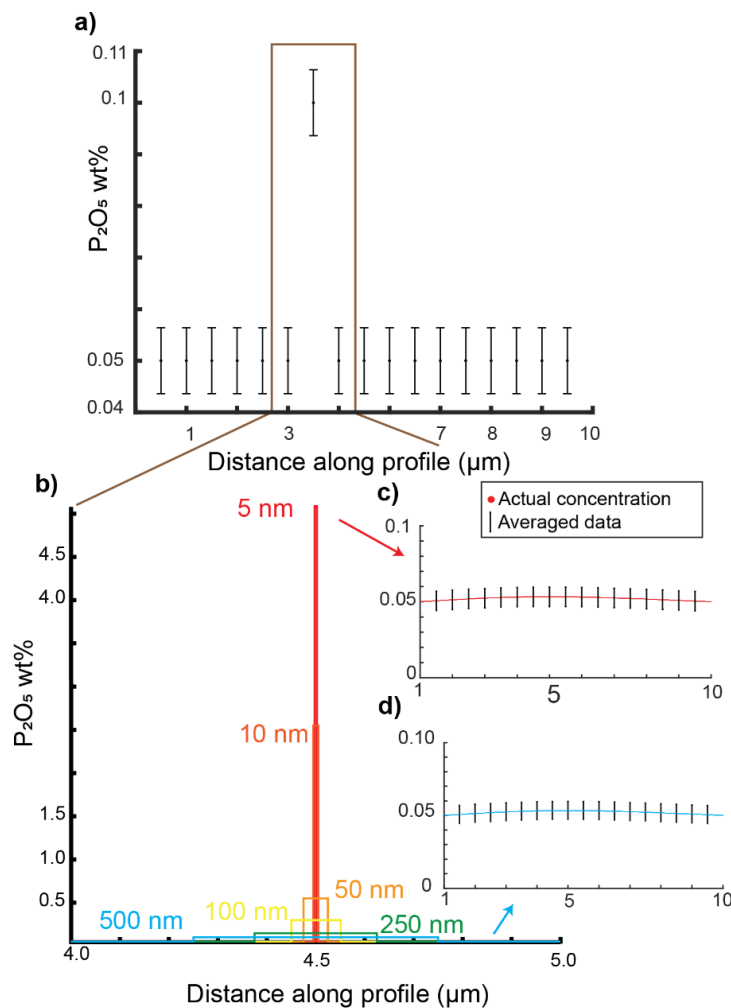 a)
0.11
0.1
0.05
0.04
P₂O₅ wt%
1
3
7
8
9
10
Distance along profile (µm)
b)
5 nm
c)
Actual concentration
Averaged data
4.5
4.0
1.5
1.0
0.5
P₂O₅ wt%
10 nm
50 nm
100 nm
500 nm
250 nm
4.0
4.5
5.0
Distance along profile (µm)
0.1
0.05
0
1
5
10
d)
0.10
0.05
0
1
5
10